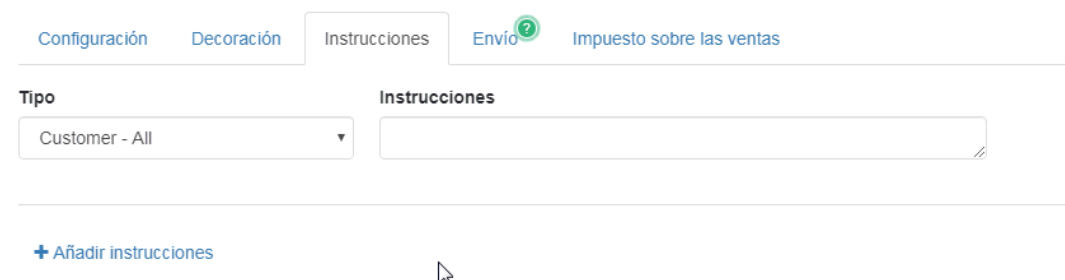 Configuración Decoración Instrucciones Envío ? Impuesto sobre las ventas
Tipo Instrucciones
Customer - All
+ Añadir instrucciones